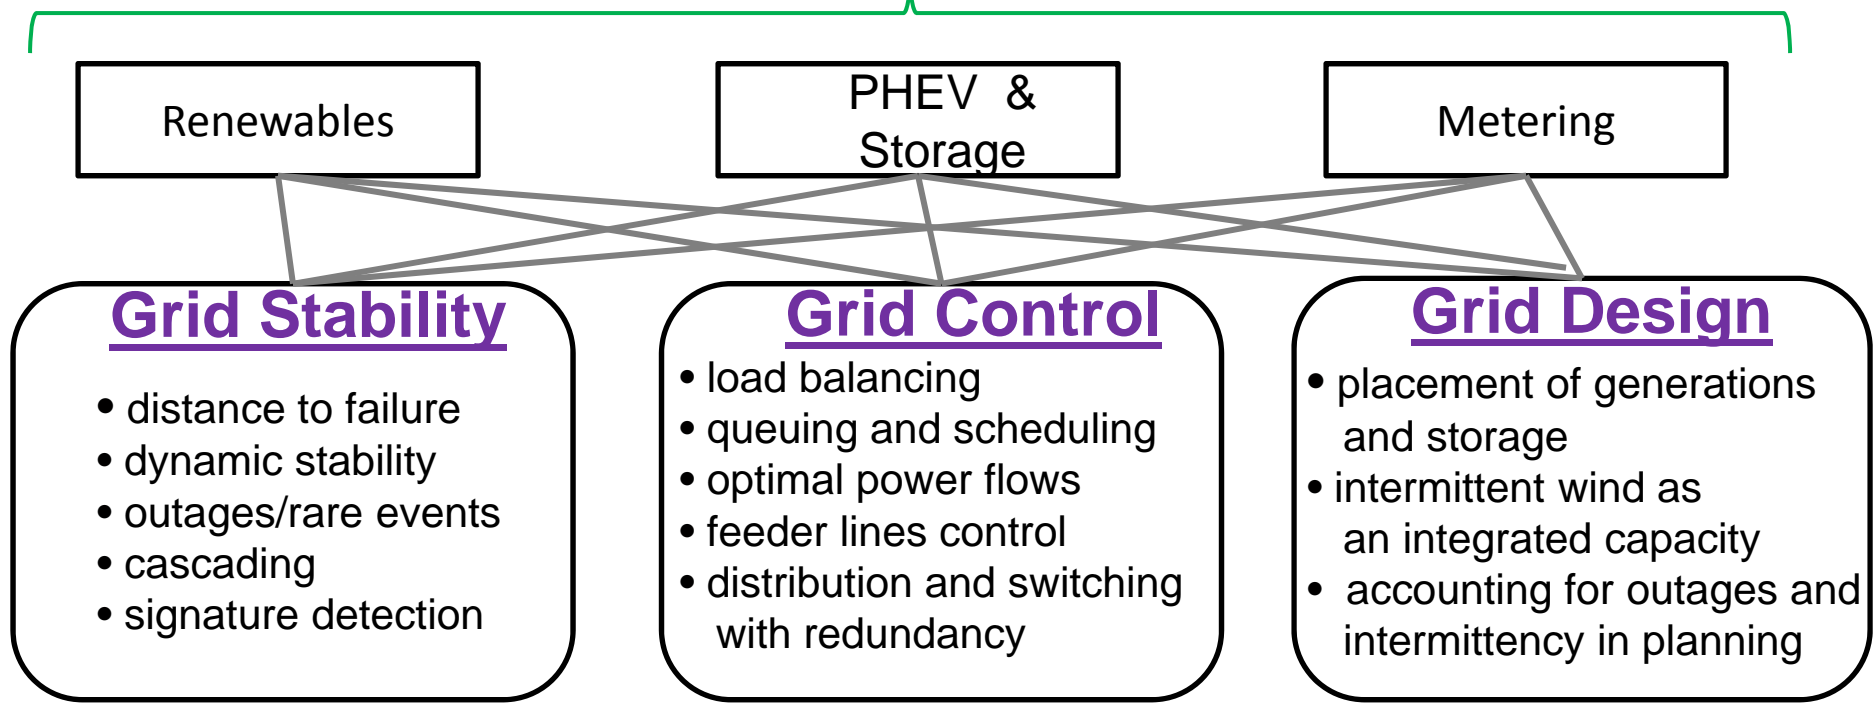 Renewables
PHEV &
Storage
Metering
Grid Stability
• distance to failure
• dynamic stability
• outages/rare events
• cascading
• signature detection
Grid Control
• load balancing
• queuing and scheduling
• optimal power flows
• feeder lines control
• distribution and switching
with redundancy
Grid Design
• placement of generations
and storage
• intermittent wind as
an integrated capacity
• accounting for outages and
intermittency in planning